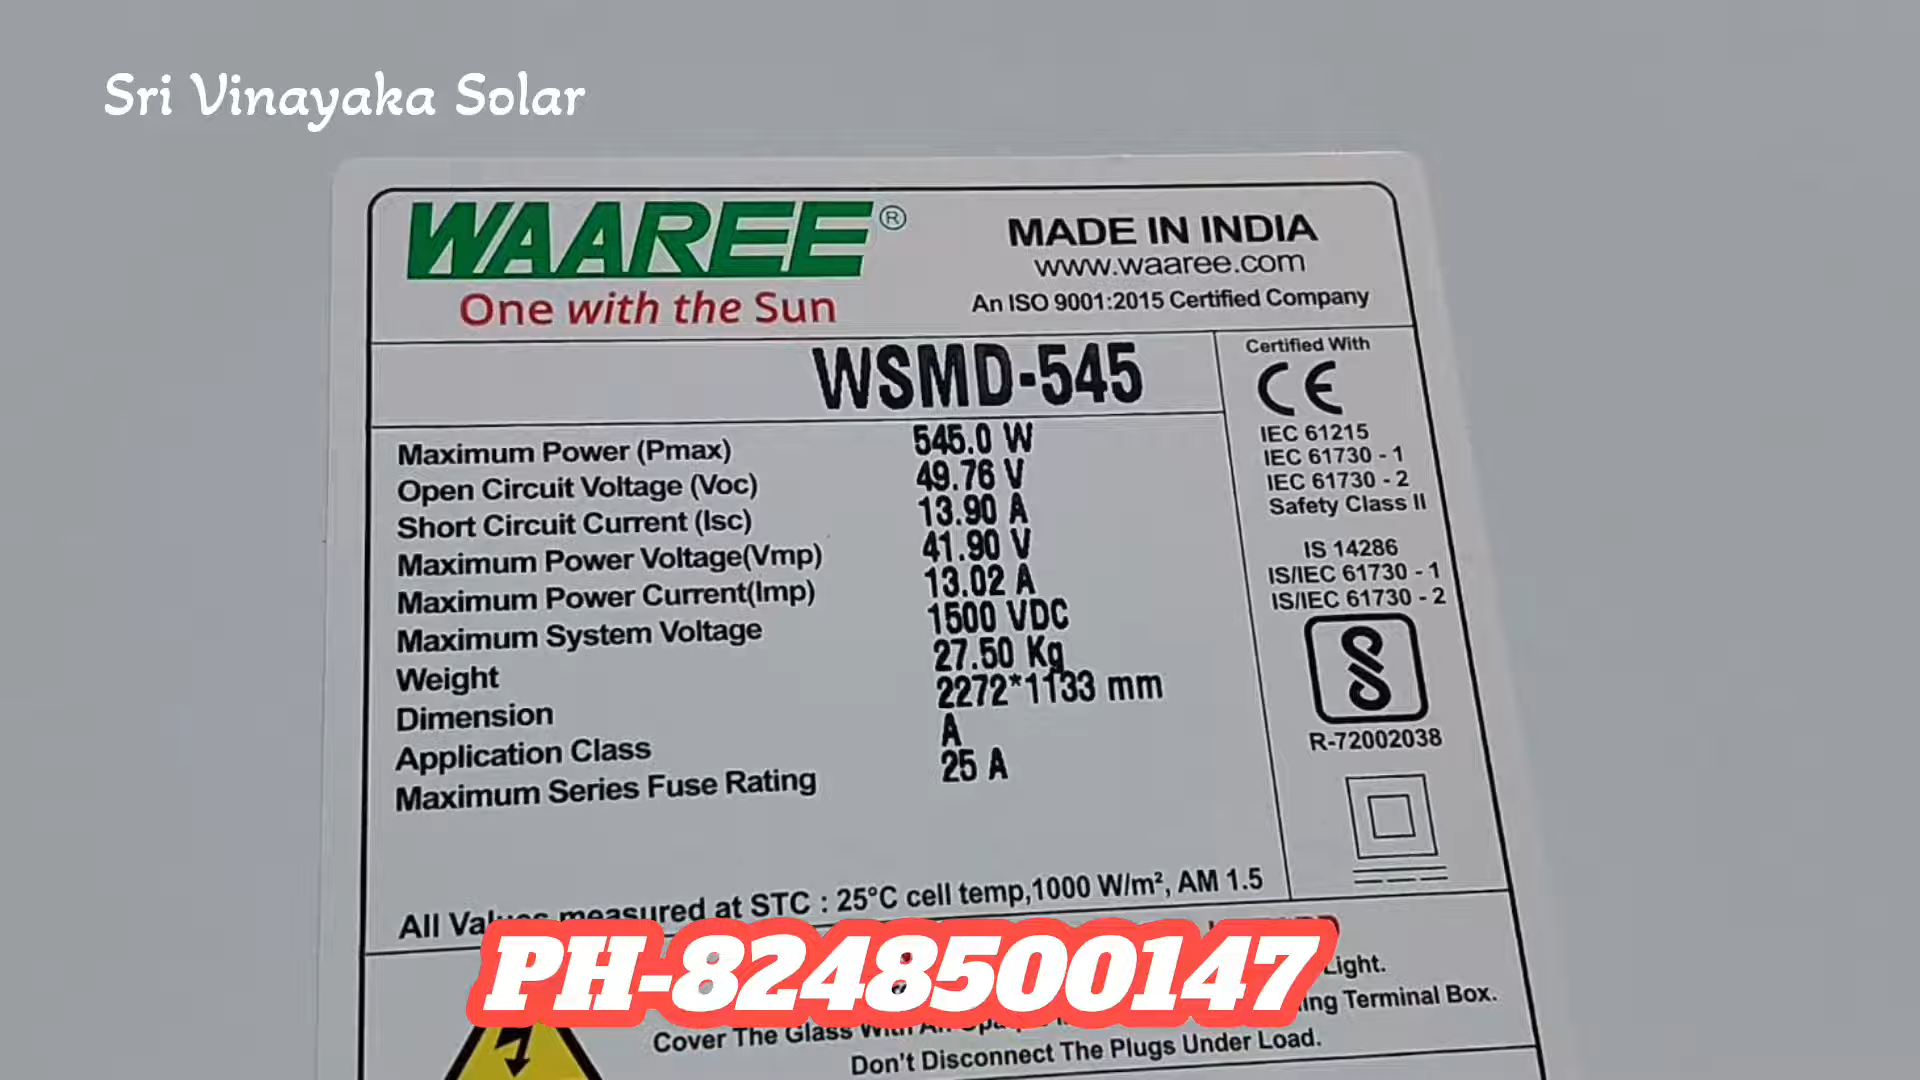 Sri Vinayaka Solar
WAAREE®
One with the Sun
MADE IN INDIA
www.waaree.com
An ISO 9001:2015 Certified Company
WSMD-545
Maximum Power (Pmax) 545.0 W
Open Circuit Voltage (Voc) 49.76 V
Short Circuit Current (Isc) 13.90 A
Maximum Power Voltage(Vmp) 41.90 V
Maximum Power Current(Imp) 13.02 A
Maximum System Voltage 1500 VDC
Weight 27.50 Kg
Dimension 2272*1133 mm
Application Class A
Maximum Series Fuse Rating 25 A
All measured at STC : 25°C cell temp,1000 W/m², AM 1.5
Certified With
CE
IEC 61215
IEC 61730 - 1
IEC 61730 - 2
Safety Class II
IS 14286
IS/IEC 61730 - 1
IS/IEC 61730 - 2
R-72002038
PH-8248500147
Light.
Terminal Box.
Cover The Glass
Don't Disconnect The Plugs Under Load.